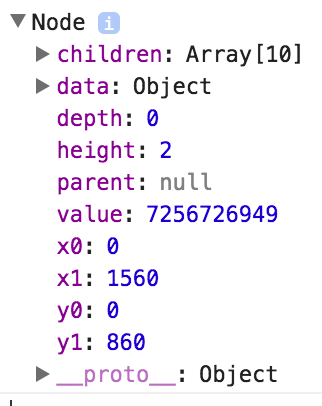 Node i
children: Array[10]
data: Object
depth: 0
height: 2
parent: null
value: 7256726949
x0: 0
x1: 1560
y0: 0
y1: 860
__proto__: Object